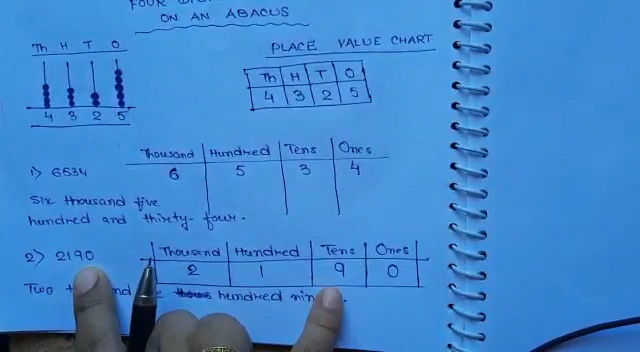 FOUR
ON AN ABACUS
Th H T O
4 3 2 5
PLACE VALUE CHART
Th H T O
4 3 2 5
Thousand Hundred Tens Ones
1) 6534 6 5 3 4
Six thousand five
hundred and thirty-four.
Thousand Hundred Tens Ones
2) 2190 2 1 9 0
Two hundred